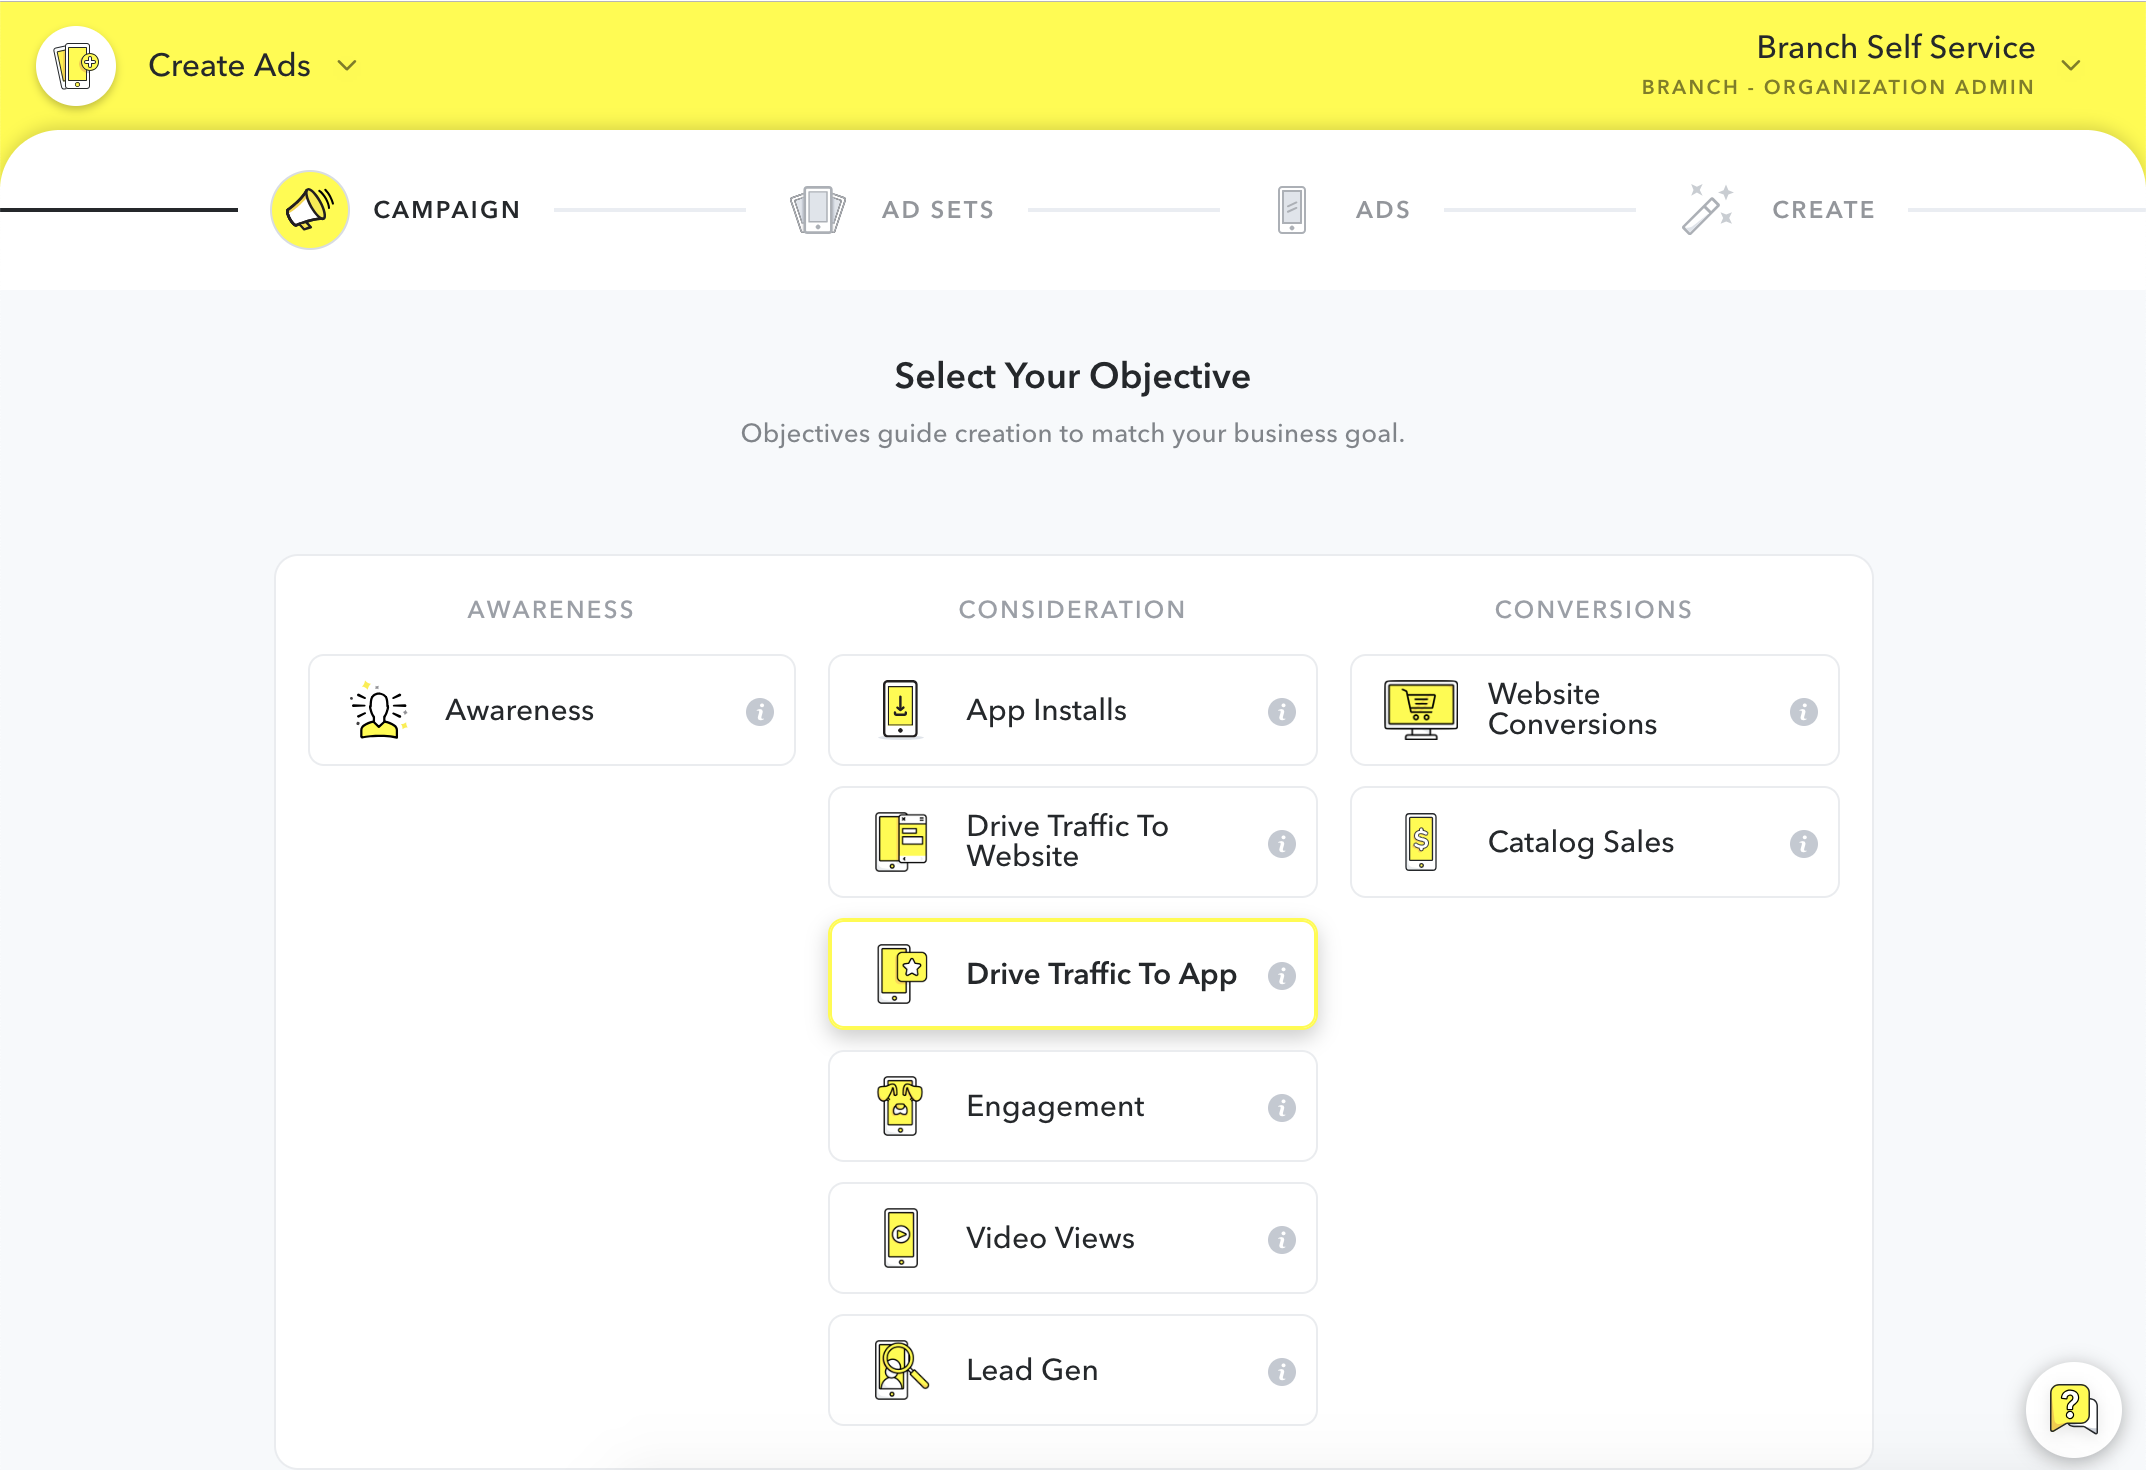 Create Ads
Branch Self Service
BRANCH - ORGANIZATION ADMIN
CAMPAIGN
AD SETS
ADS
CREATE
Select Your Objective
Objectives guide creation to match your business goal.
AWARENESS
Awareness
CONSIDERATION
App Installs
Drive Traffic To
Website
Drive Traffic To App
Engagement
Video Views
Lead Gen
CONVERSIONS
Website
Conversions
Catalog Sales